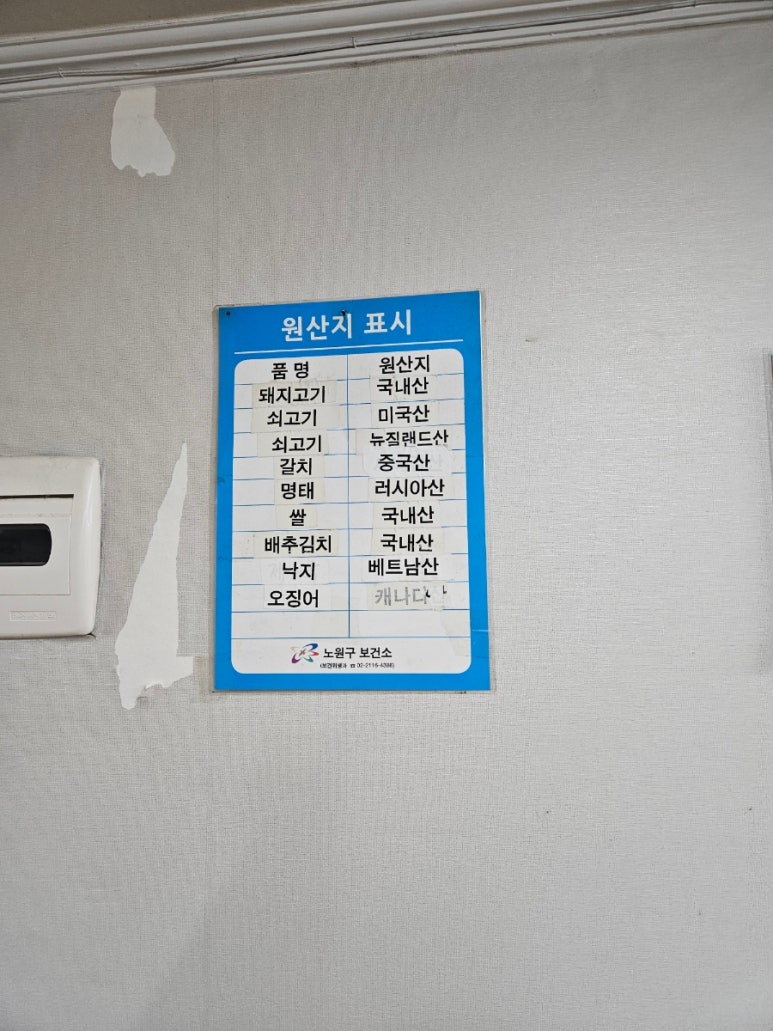 원산지 표시
품 명 원산지
돼지고기 국내산
쇠고기 미국산
쇠고기 뉴질랜드산
갈치 중국산
명태 러시아산
쌀 국내산
배추김치 국내산
낙지 베트남산
오징어 캐나다산
노원구 보건소